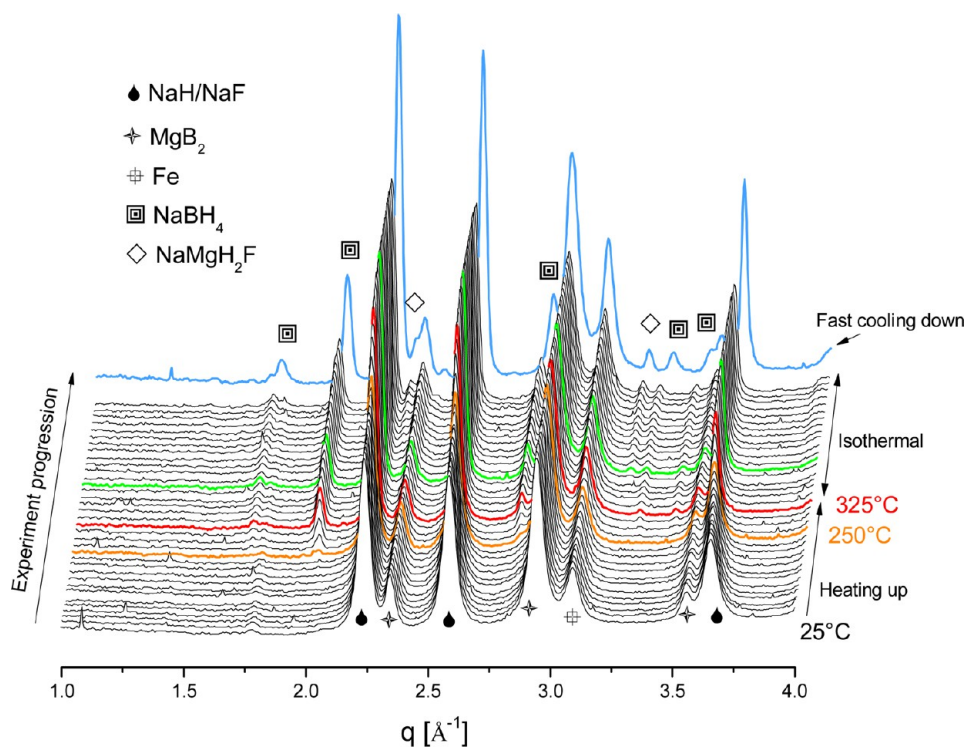 NaH/NaF
MgB₂
Fe
NaBH₄
NaMgH₂F
Fast cooling down
Isothermal
325°C
250°C
Heating up
25°C
Experiment progression
1.0 1.5 2.0 2.5 3.0 3.5 4.0
q [Å⁻¹]